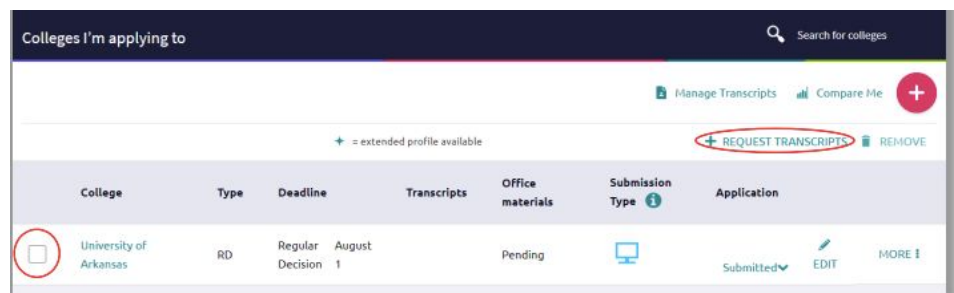 Colleges I'm applying to
Search for colleges
Manage Transcripts
Compare Me
+
+ = extended profile available
+ REQUEST TRANSCRIPTS
REMOVE
College Type Deadline Transcripts Office materials Submission Type i Application
University of Arkansas RD Regular Decision August 1 Pending Submitted EDIT MORE